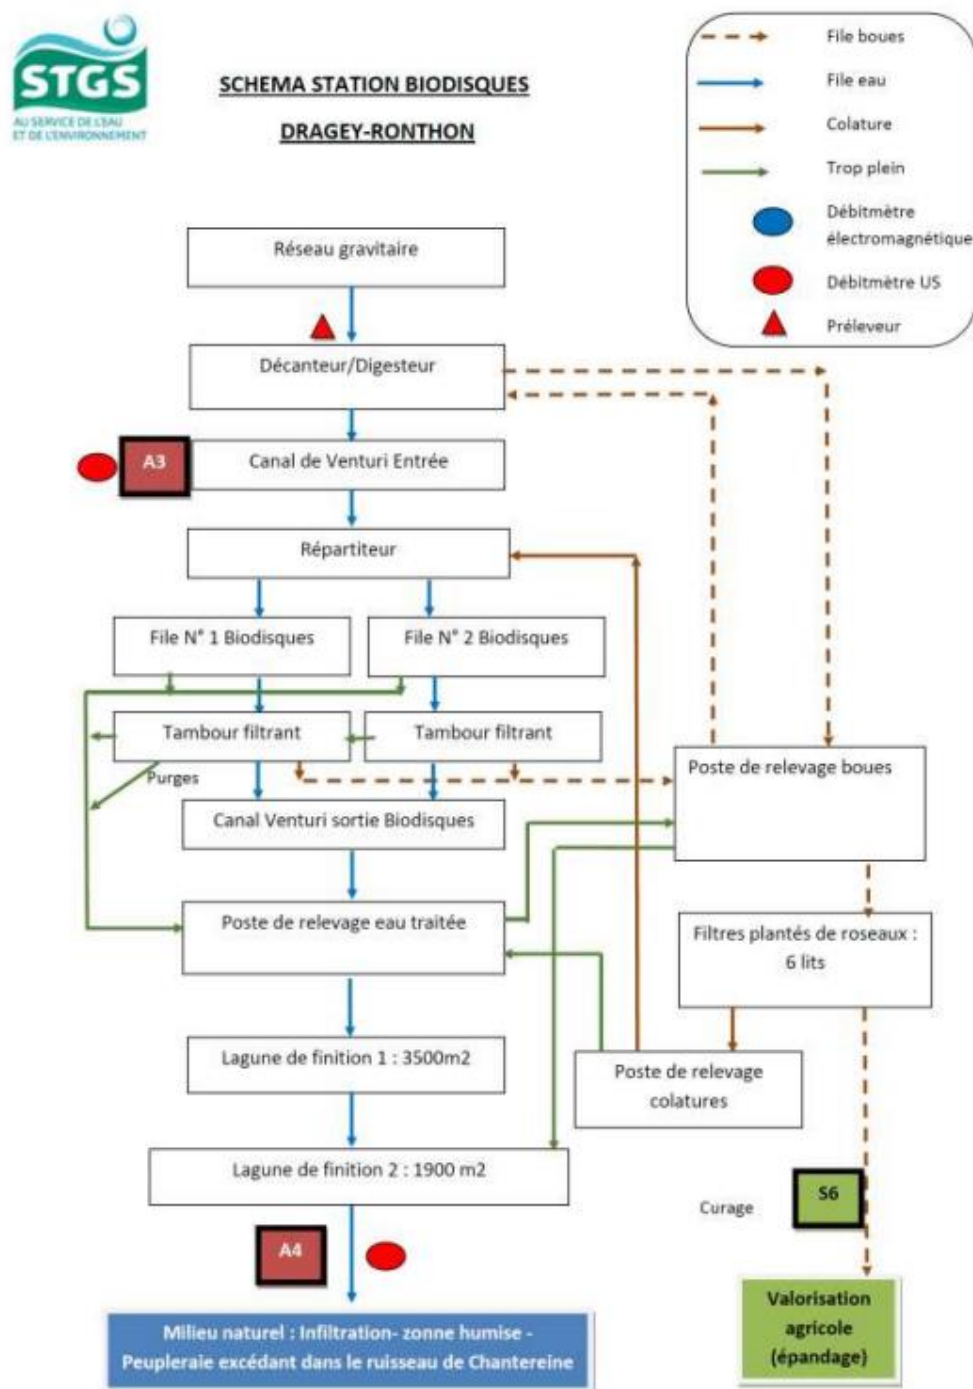 STGS
AU SERVICE DE L'EAU
ET DE L'ENVIRONNEMENT
SCHEMA STATION BIODISQUES
DRAGEY-RONTHON
File boues
File eau
Colature
Trop plein
Débitmètre
électromagnétique
Débitmètre US
Préleveur
Réseau gravitaire
Décanteur/Digesteur
A3
Canal de Venturi Entrée
Répartiteur
File N° 1 Biodisques
File N° 2 Biodisques
Tambour filtrant
Tambour filtrant
Purges
Poste de relevage boues
Canal Venturi sortie Biodisques
Poste de relevage eau traitée
Filtres plantés de roseaux :
6 lits
Lagune de finition 1 : 3500m2
Poste de relevage
colatures
Lagune de finition 2 : 1900 m2
Curage
S6
A4
Milieu naturel : Infiltration- zonne humise -
Peupleraie excédant dans le ruisseau de Chantereine
Valorisation
agricole
(épandage)